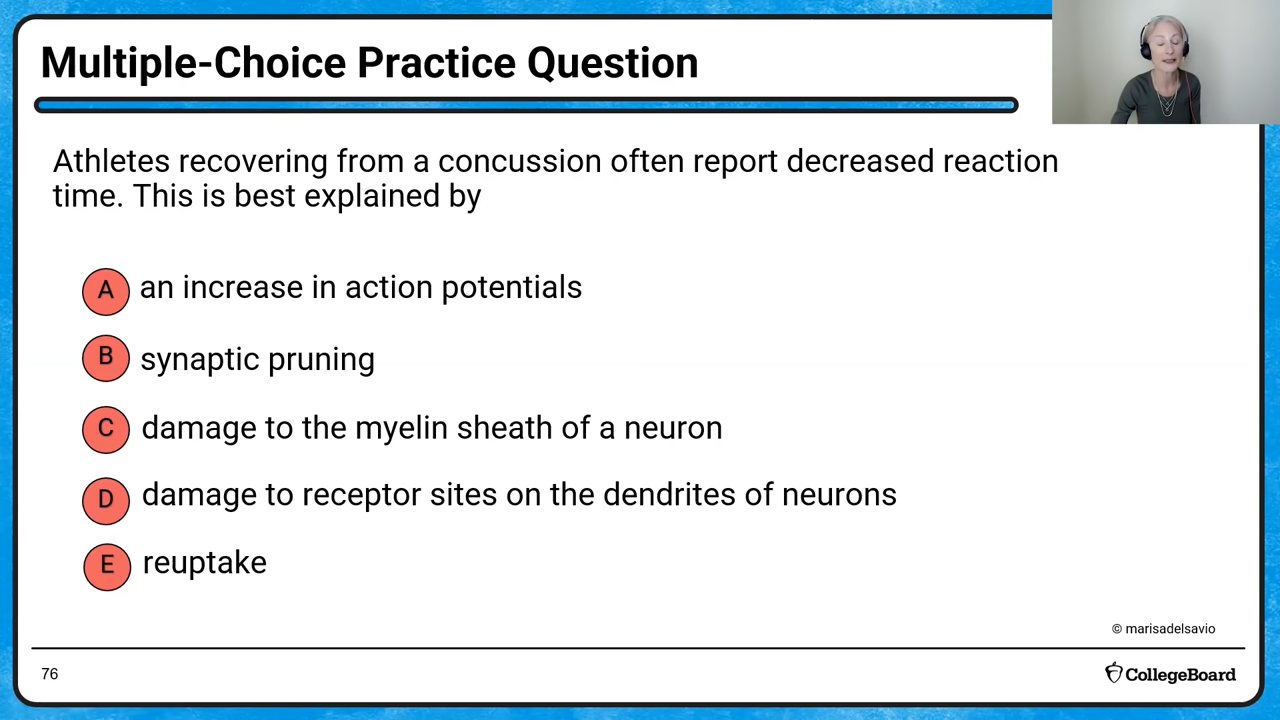 Multiple-Choice Practice Question
Athletes recovering from a concussion often report decreased reaction
time. This is best explained by
A an increase in action potentials
B synaptic pruning
C damage to the myelin sheath of a neuron
D damage to receptor sites on the dendrites of neurons
E reuptake
© marisadelsavio
76
CollegeBoard